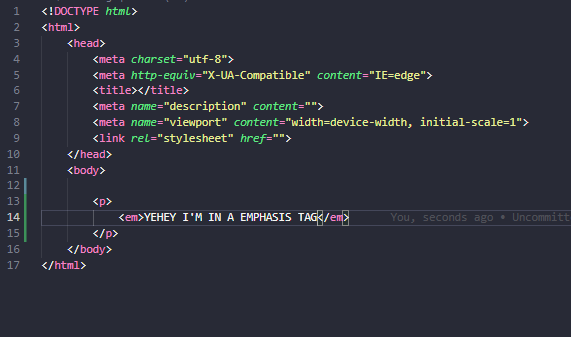 1 <!DOCTYPE html>
2 <html>
3 <head>
4 <meta charset="utf-8">
5 <meta http-equiv="X-UA-Compatible" content="IE=edge">
6 <title></title>
7 <meta name="description" content="">
8 <meta name="viewport" content="width=device-width, initial-scale=1">
9 <link rel="stylesheet" href="">
10 </head>
11 <body>
12
13 <p>
14 <em>YEHEY I'M IN A EMPHASIS TAG</em> You, seconds ago • Uncommitt
15 </p>
16 </body>
17 </html>